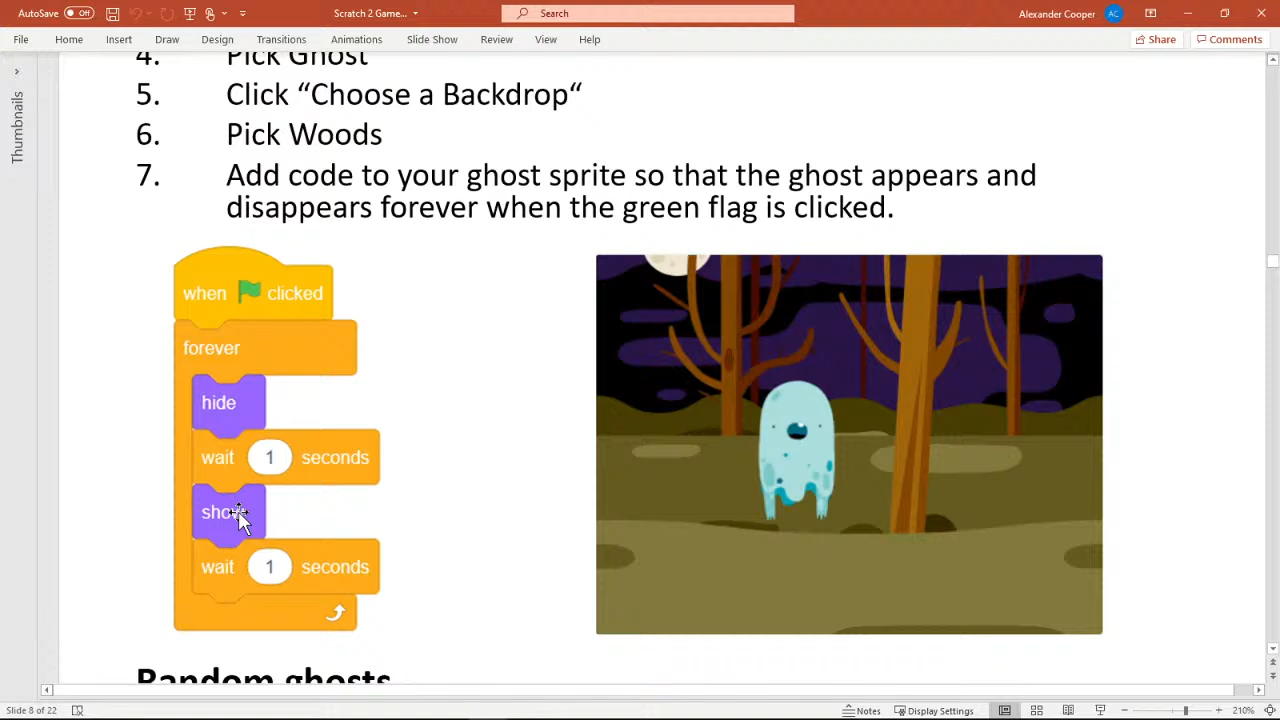 AutoSave Off
Scratch 2 Game...
Search
Alexander Cooper AC
File Home Insert Draw Design Transitions Animations Slide Show Review View Help
Share Comments
Thumbnails
4. Pick Ghost
5. Click “Choose a Backdrop“
6. Pick Woods
7. Add code to your ghost sprite so that the ghost appears and
disappears forever when the green flag is clicked.
when clicked
forever
hide
wait 1 seconds
show
wait 1 seconds
Random ghosts
Slide 8 of 22
Notes Display Settings 210%